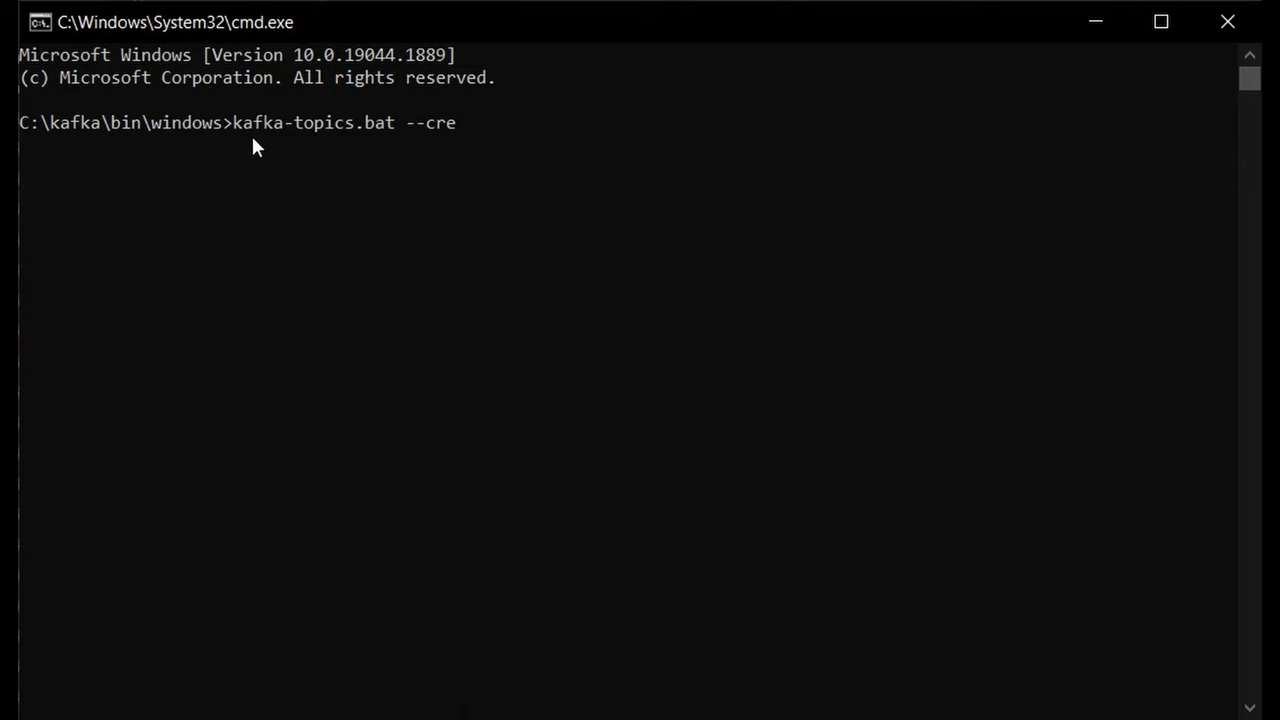 C:\Windows\System32\cmd.exe
Microsoft Windows [Version 10.0.19044.1889]
(c) Microsoft Corporation. All rights reserved.
C:\kafka\bin\windows>kafka-topics.bat --cre